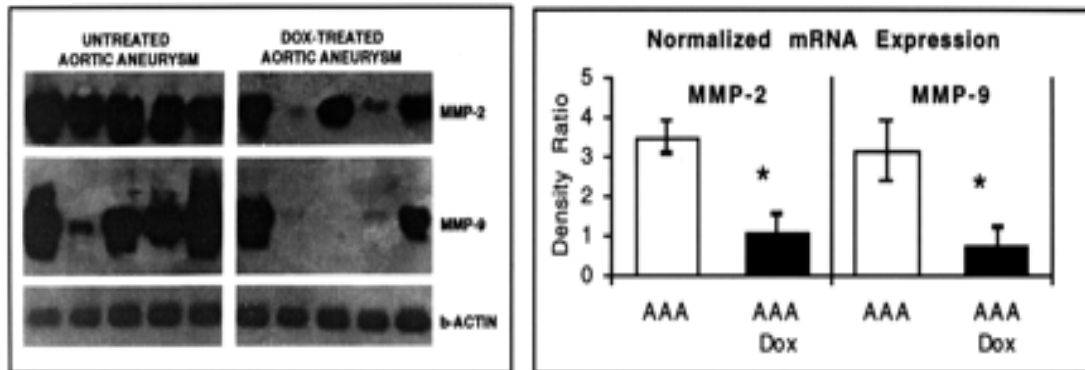 UNTREATED
AORTIC ANEURYSM
DOX-TREATED
AORTIC ANEURYSM
MMP-2
MMP-9
b-ACTIN
Normalized mRNA Expression
MMP-2
MMP-9
Density Ratio
5
4
3
2
1
0
*
*
AAA
AAA
Dox
AAA
AAA
Dox